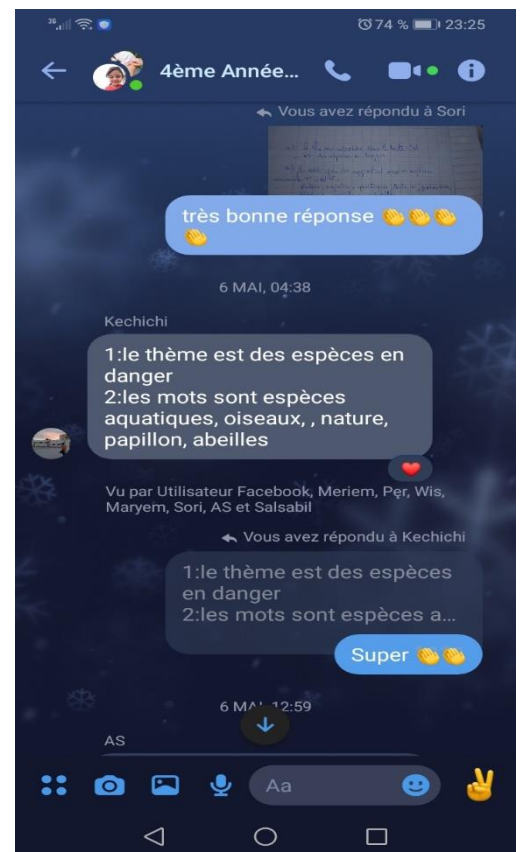 36 74 % 23:25
4ème Année...
Vous avez répondu à Sori
très bonne réponse 👏👏👏
👏
6 MAI, 04:38
Kechichi
1:le thème est des espèces en
danger
2:les mots sont espèces
aquatiques, oiseaux, , nature,
papillon, abeilles
Vu par Utilisateur Facebook, Meriem, Per, Wis,
Maryem, Sori, AS et Salsabil
Vous avez répondu à Kechichi
1:le thème est des espèces
en danger
2:les mots sont espèces a...
Super 👏👏
6 MAI, 12:59
AS
Aa